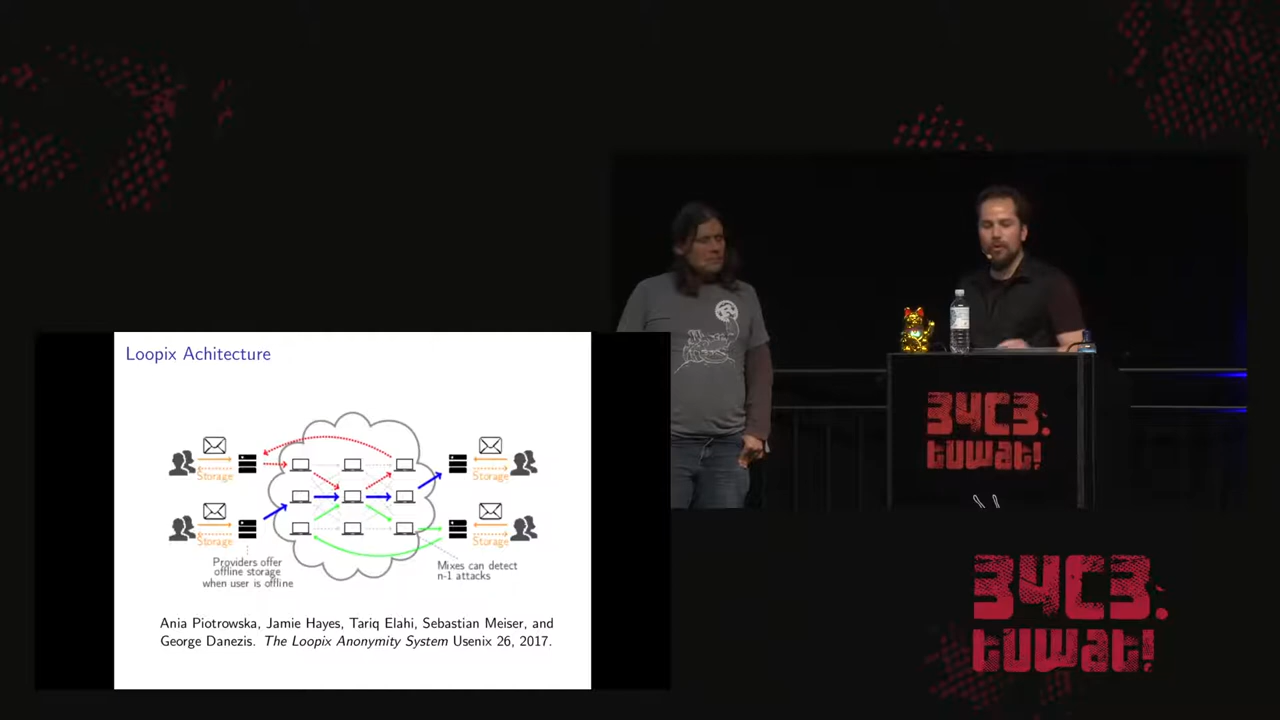 Loopix Achitecture
Storage
Storage
Storage
Storage
Providers offer
offline storage
when user is offline
Mixes can detect
n-1 attacks
Ania Piotrowska, Jamie Hayes, Tariq Elahi, Sebastian Meiser, and
George Danezis. The Loopix Anonymity System Usenix 26, 2017.
34C3.
tuwat!
34C3.
tuwat!